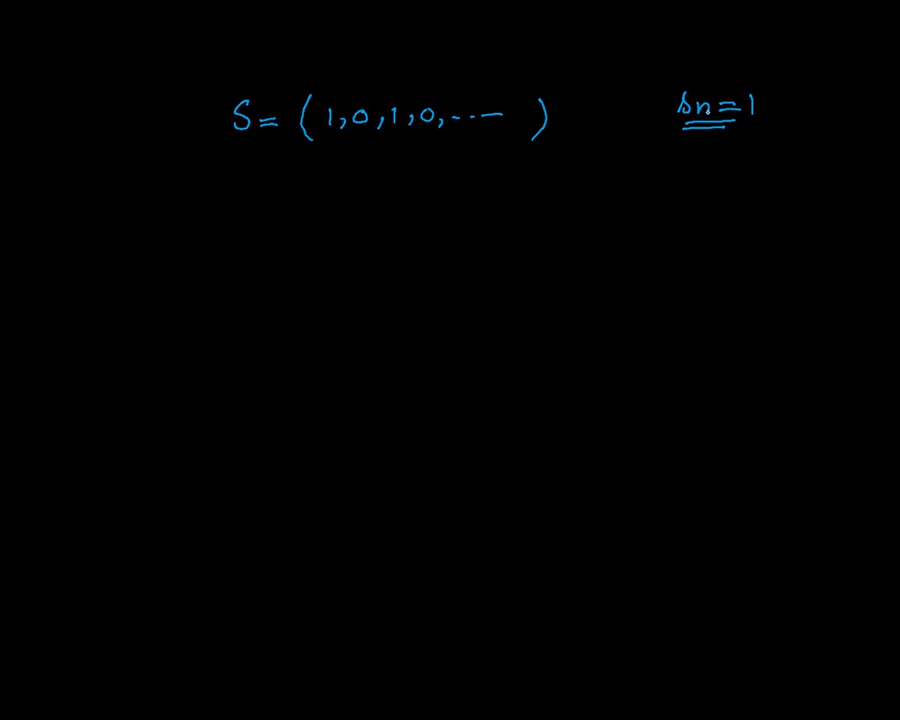 S = ( 1, 0, 1, 0, ... ) sn = 1